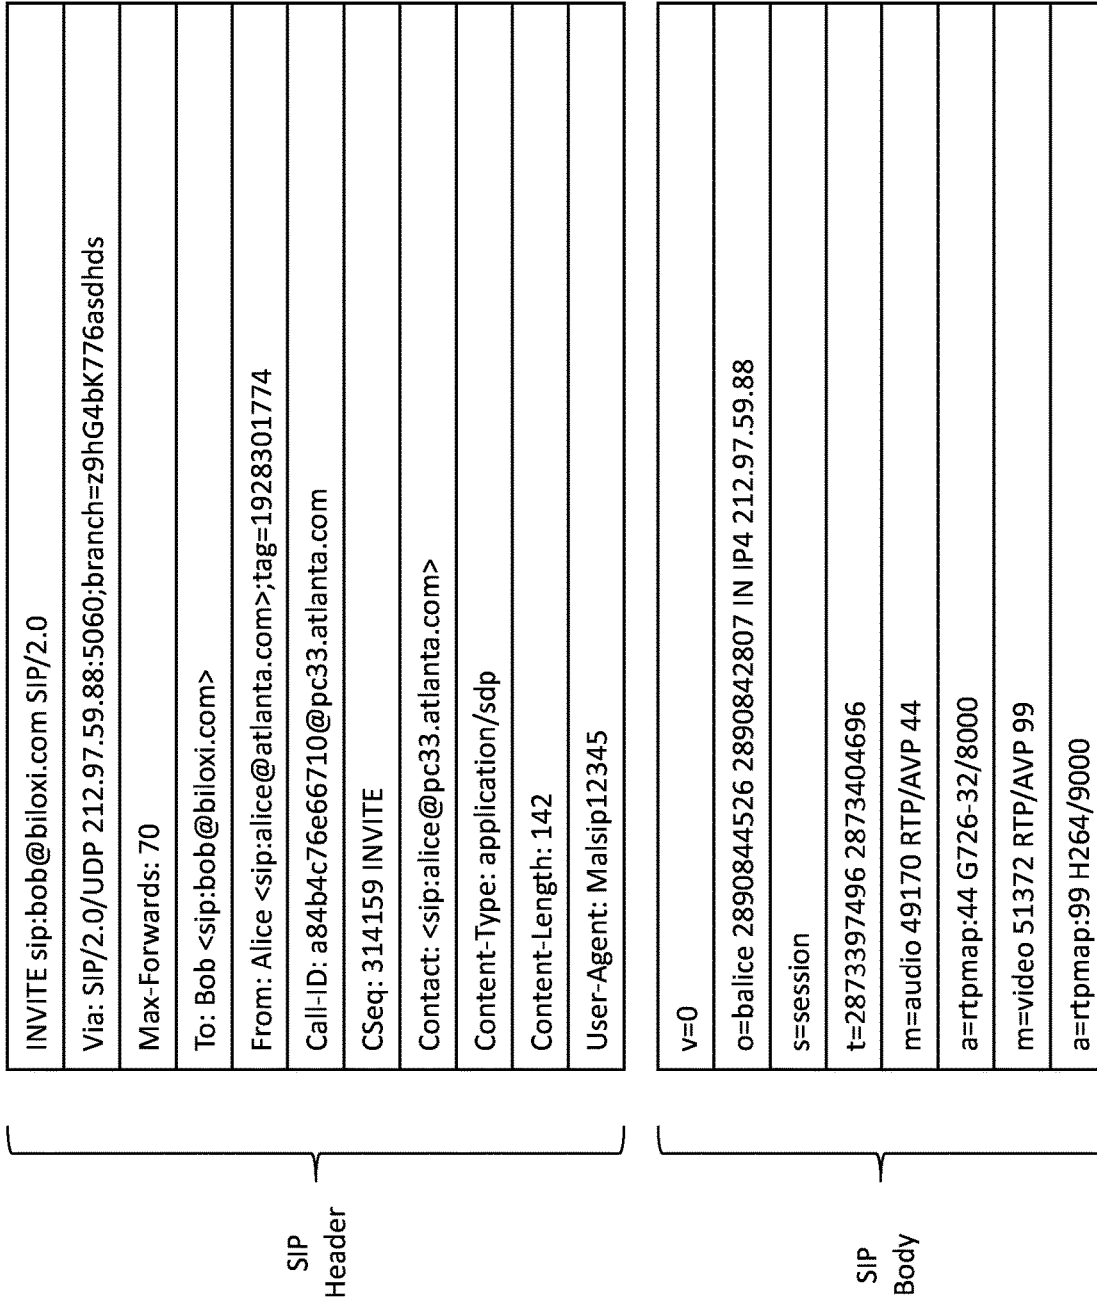 SIP
Header
INVITE sip:bob@biloxi.com SIP/2.0
Via: SIP/2.0/UDP 212.97.59.88:5060;branch=z9hG4bK776asdhds
Max-Forwards: 70
To: Bob <sip:bob@biloxi.com>
From: Alice <sip:alice@atlanta.com>;tag=1928301774
Call-ID: a84b4c76e66710@pc33.atlanta.com
CSeq: 314159 INVITE
Contact: <sip:alice@pc33.atlanta.com>
Content-Type: application/sdp
Content-Length: 142
User-Agent: Malsip12345
SIP
Body
v=0
o=balice 2890844526 2890842807 IN IP4 212.97.59.88
s=session
t=2873397496 2873404696
m=audio 49170 RTP/AVP 44
a=rtpmap:44 G726-32/8000
m=video 51372 RTP/AVP 99
a=rtpmap:99 H264/9000